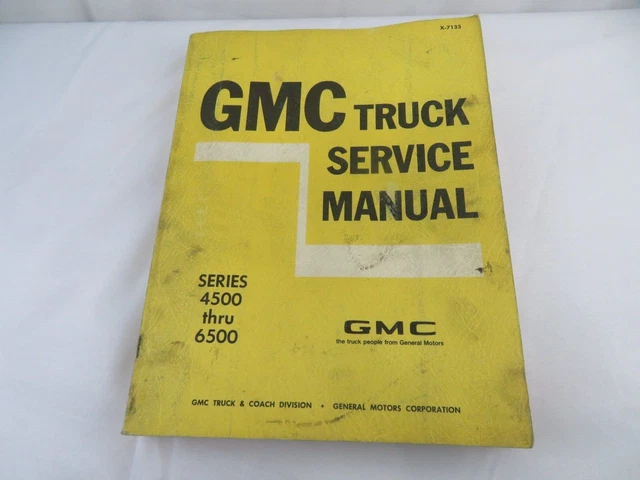 X-7133
GMC TRUCK
SERVICE
MANUAL
SERIES
4500
thru
6500
GMC
the truck people from General Motors
GMC TRUCK & COACH DIVISION • GENERAL MOTORS CORPORATION